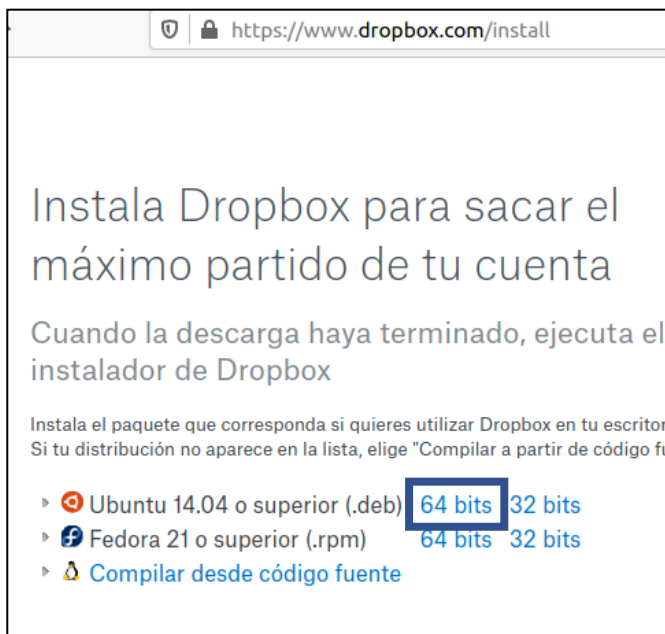 https://www.dropbox.com/install
Instala Dropbox para sacar el
máximo partido de tu cuenta
Cuando la descarga haya terminado, ejecuta el
instalador de Dropbox
Instala el paquete que corresponda si quieres utilizar Dropbox en tu
Si tu distribución no aparece en la lista, elige "Compilar a partir de código
Ubuntu 14.04 o superior (.deb) 64 bits 32 bits
Fedora 21 o superior (.rpm) 64 bits 32 bits
Compilar desde código fuente